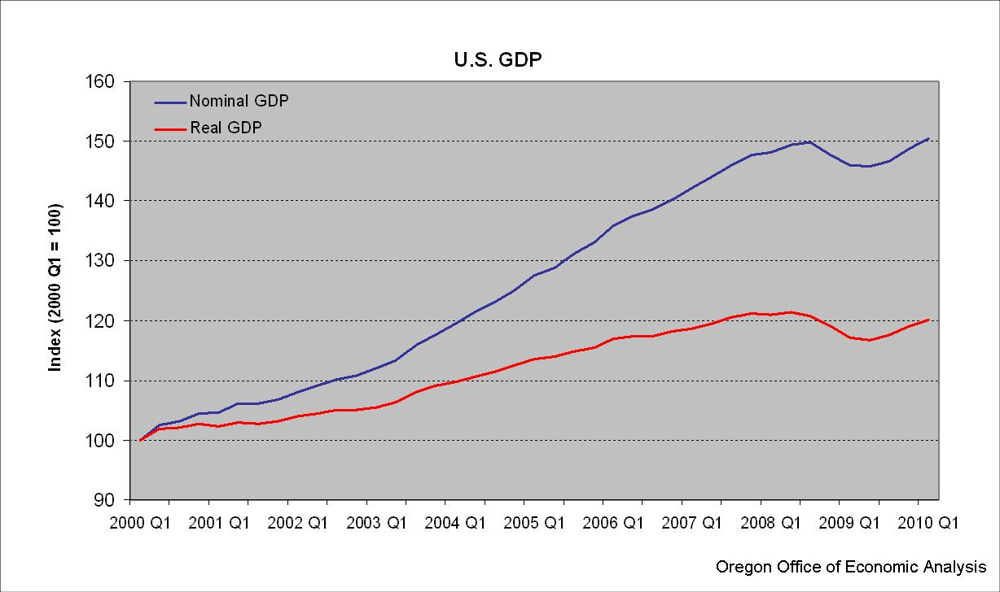 U.S. GDP
160
150
140
130
120
110
100
90
Index (2000 Q1 = 100)
Nominal GDP
Real GDP
2000 Q1 2001 Q1 2002 Q1 2003 Q1 2004 Q1 2005 Q1 2006 Q1 2007 Q1 2008 Q1 2009 Q1 2010 Q1
Oregon Office of Economic Analysis